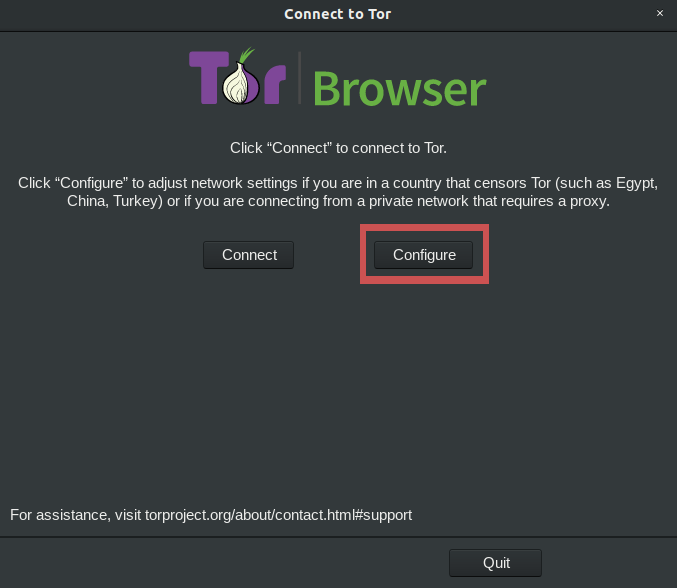 Connect to Tor
×
Tor Browser
Click “Connect” to connect to Tor.
Click “Configure” to adjust network settings if you are in a country that censors Tor (such as Egypt,
China, Turkey) or if you are connecting from a private network that requires a proxy.
Connect Configure
For assistance, visit torproject.org/about/contact.html#support
Quit